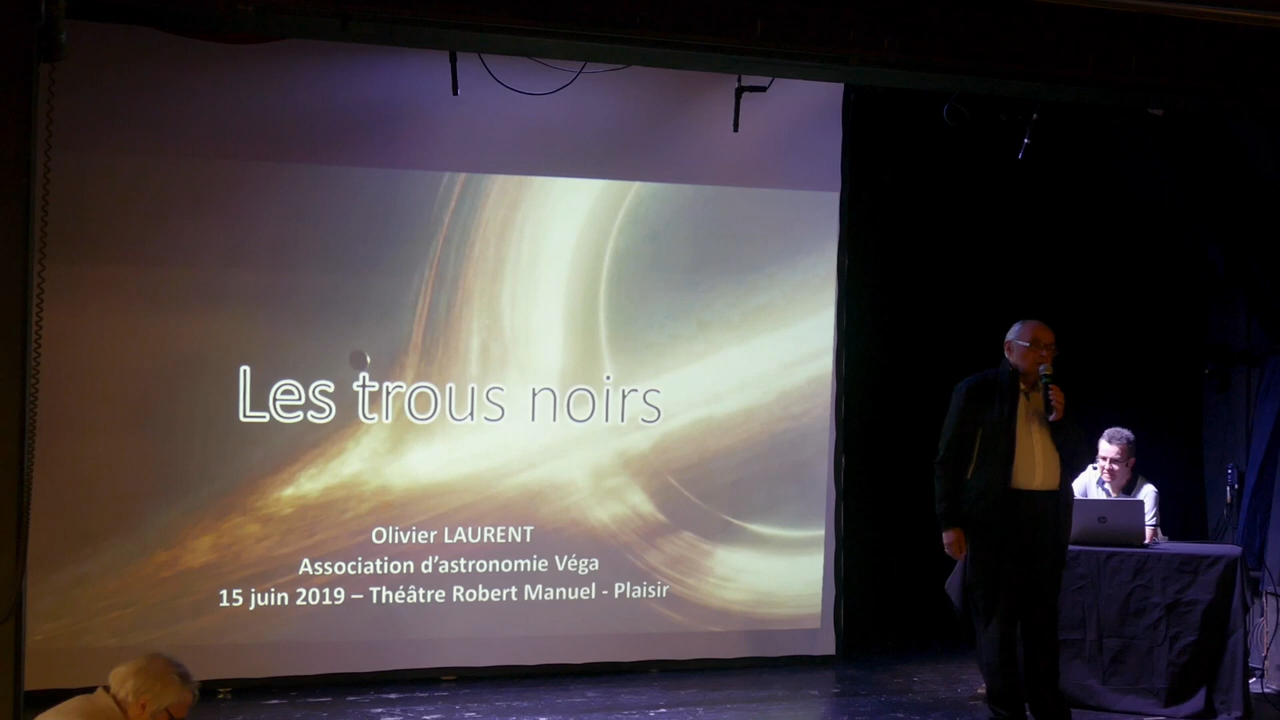 Les trous noirs
Olivier LAURENT
Association d'astronomie Véga
15 juin 2019 – Théâtre Robert Manuel - Plaisir